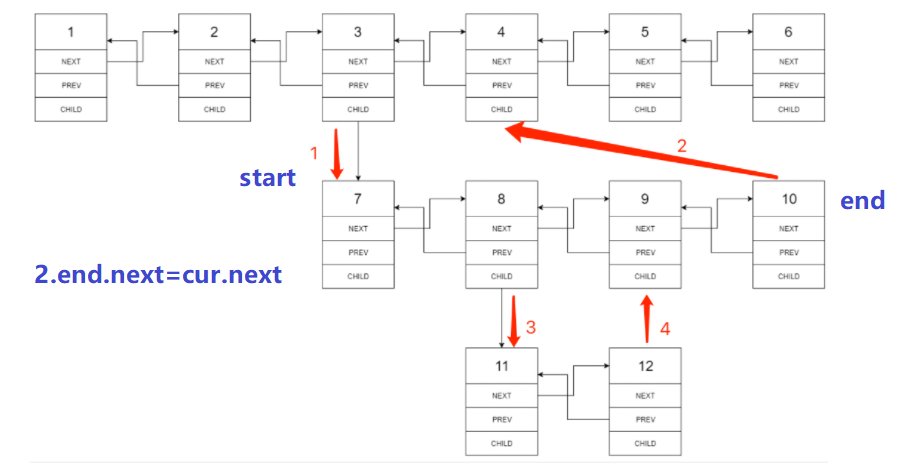 1 2 3 4 5 6
NEXT NEXT NEXT NEXT NEXT NEXT
PREV PREV PREV PREV PREV PREV
CHILD CHILD CHILD CHILD CHILD CHILD
1 2
start
7 8 9 10 end
NEXT NEXT NEXT NEXT
PREV PREV PREV PREV
2.end.next=cur.next
CHILD CHILD CHILD CHILD
3 4
11 12
NEXT NEXT
PREV PREV
CHILD CHILD